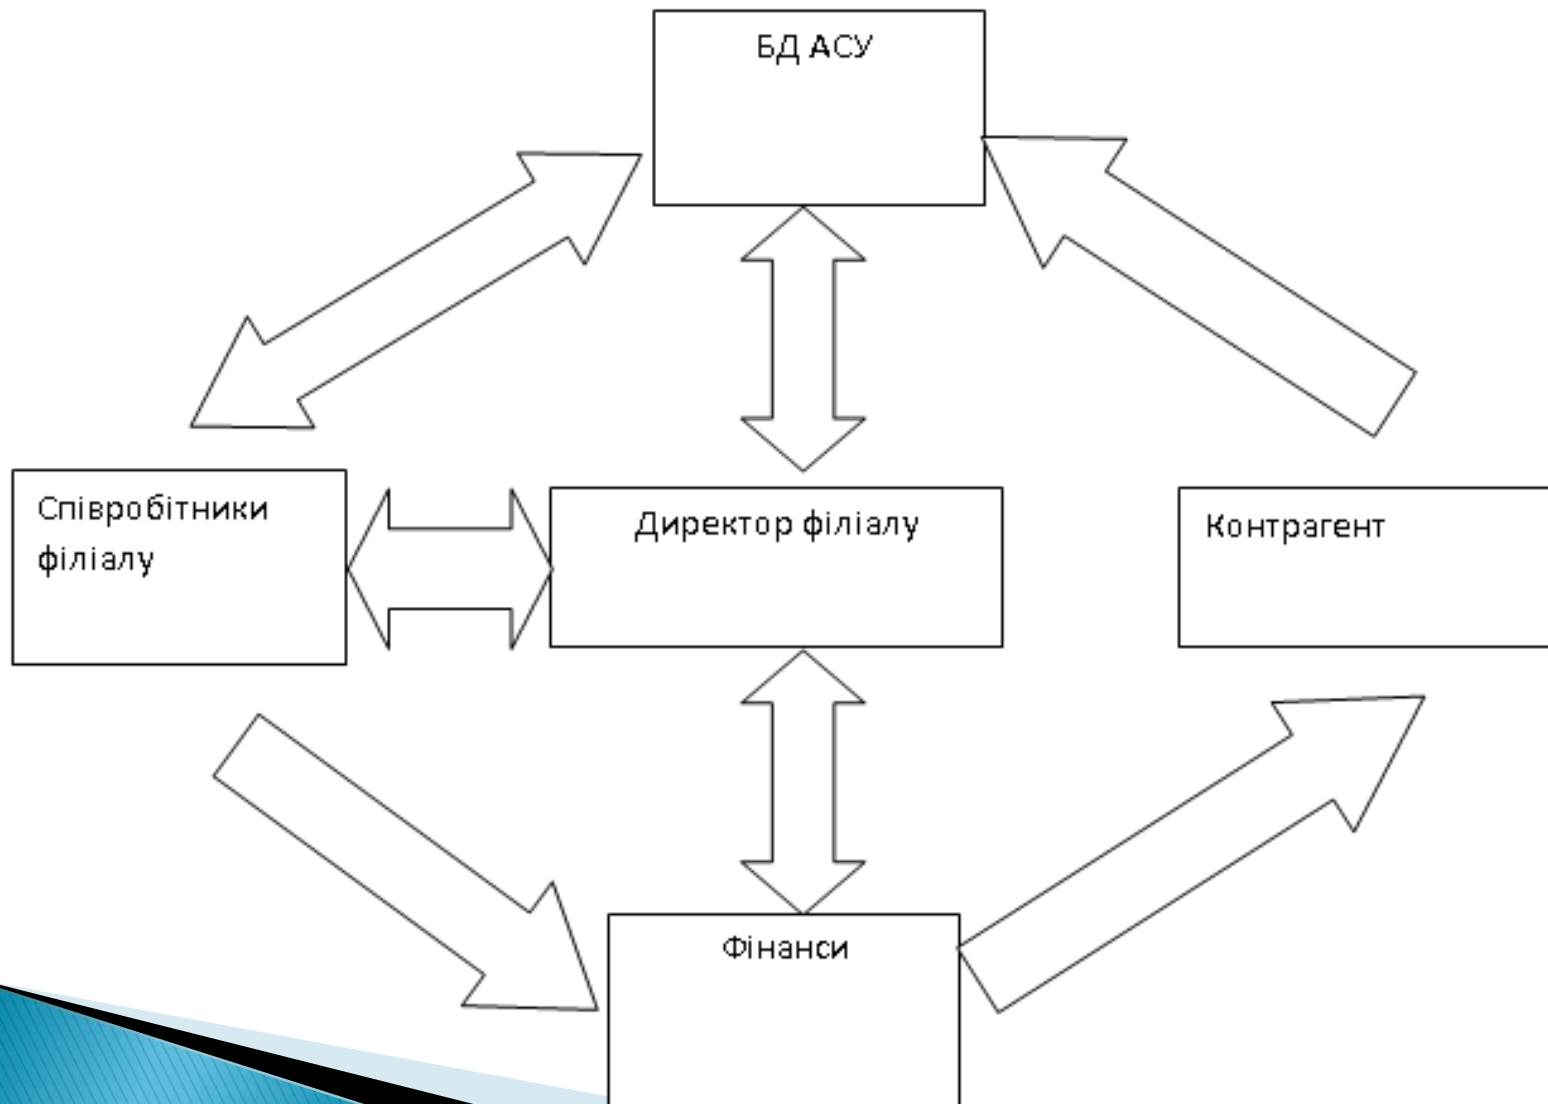 БД АСУ
Співробітники
філіалу
Директор філіалу
Контрагент
Фінанси